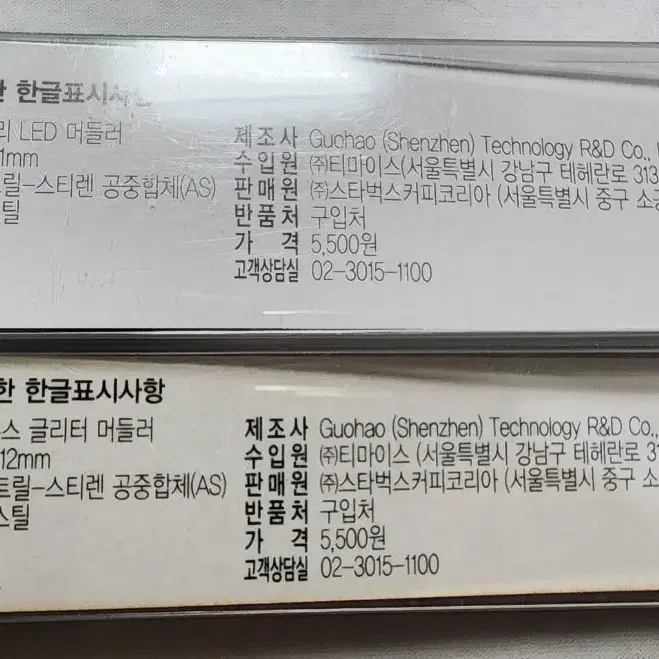 한글표시사항
LED 머들러
1mm
릴-스티렌 공중합체(AS)
틸
제조사 Guohao (Shenzhen) Technology R&D Co.,
수입원 (주)티마이스(서울특별시 강남구 테헤란로 313
판매원 (주)스타벅스커피코리아 (서울특별시 중구 소공
반품처 구입처
가 격 5,500원
고객상담실 02-3015-1100
한 한글표시사항
스 글리터 머들러
12mm
트릴-스티렌 공중합체(AS)
스틸
제조사 Guohao (Shenzhen) Technology R&D Co.,
수입원 (주)티마이스 (서울특별시 강남구 테헤란로 31
판매원 (주)스타벅스커피코리아 (서울특별시 중구 소
반품처 구입처
가 격 5,500원
고객상담실 02-3015-1100